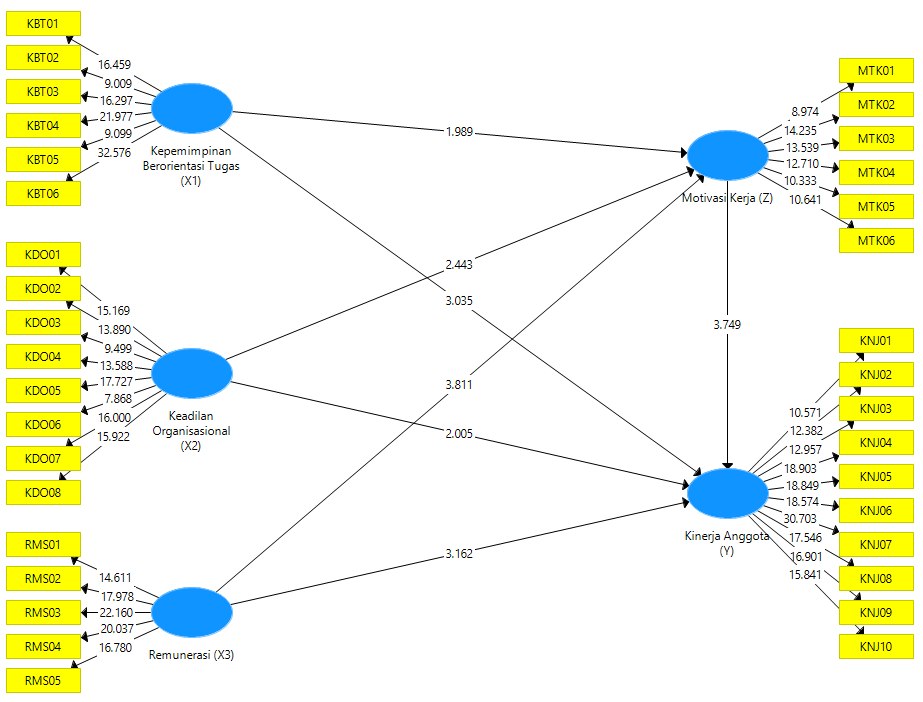 KBT01
KBT02
KBT03
KBT04
KBT05
KBT06
16.459
9.009
16.297
21.977
9.099
32.576
Kepemimpinan
Berorientasi Tugas
(X1)
KDO01
KDO02
KDO03
KDO04
KDO05
KDO06
KDO07
KDO08
15.169
13.890
9.499
13.588
17.727
7.868
16.000
15.922
Keadilan
Organisasional
(X2)
RMS01
RMS02
RMS03
RMS04
RMS05
14.611
17.978
22.160
20.037
16.780
Remunerasi (X3)
1.989
2.443
3.035
3.811
2.005
3.162
3.749
Motivasi Kerja (Z)
8.974
14.235
13.539
12.710
10.333
10.641
MTK01
MTK02
MTK03
MTK04
MTK05
MTK06
Kinerja Anggota
(Y)
10.571
12.382
12.957
18.903
18.849
18.574
30.703
17.546
16.901
15.841
KNJ01
KNJ02
KNJ03
KNJ04
KNJ05
KNJ06
KNJ07
KNJ08
KNJ09
KNJ10